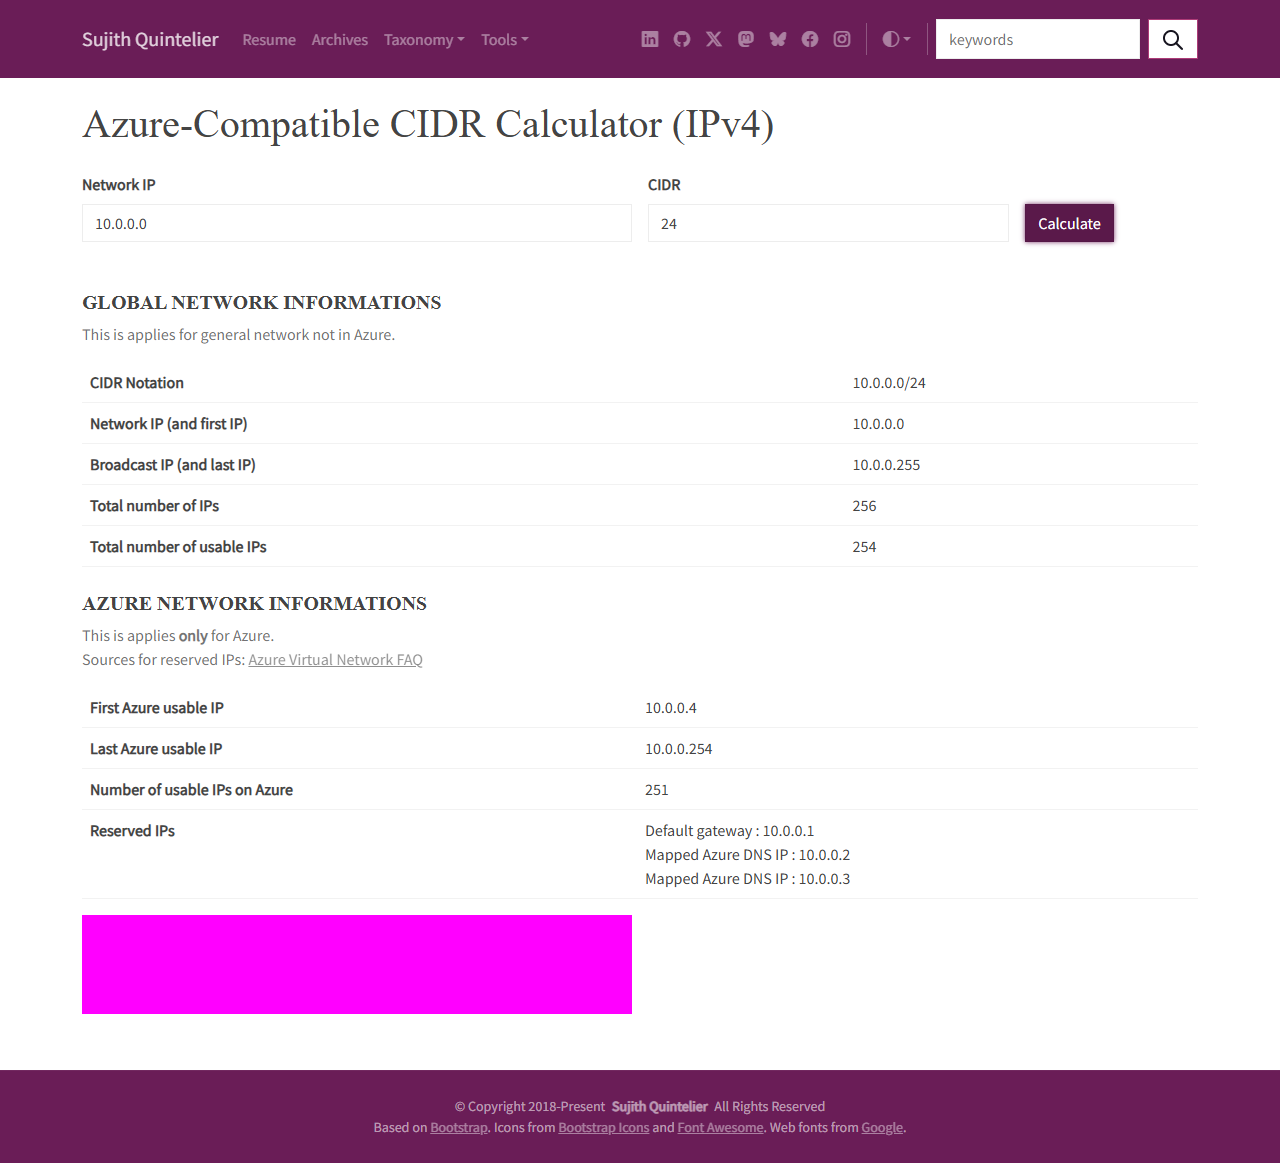 Sujith Quintelier Resume Archives Taxonomy Tools keywords
Azure-Compatible CIDR Calculator (IPv4)
Network IP CIDR
10.0.0.0 24 Calculate
GLOBAL NETWORK INFORMATIONS
This is applies for general network not in Azure.
CIDR Notation 10.0.0.0/24
Network IP (and first IP) 10.0.0.0
Broadcast IP (and last IP) 10.0.0.255
Total number of IPs 256
Total number of usable IPs 254
AZURE NETWORK INFORMATIONS
This is applies only for Azure.
Sources for reserved IPs: Azure Virtual Network FAQ
First Azure usable IP 10.0.0.4
Last Azure usable IP 10.0.0.254
Number of usable IPs on Azure 251
Reserved IPs Default gateway : 10.0.0.1
Mapped Azure DNS IP : 10.0.0.2
Mapped Azure DNS IP : 10.0.0.3
© Copyright 2018-Present Sujith Quintelier All Rights Reserved
Based on Bootstrap. Icons from Bootstrap Icons and Font Awesome. Web fonts from Google.